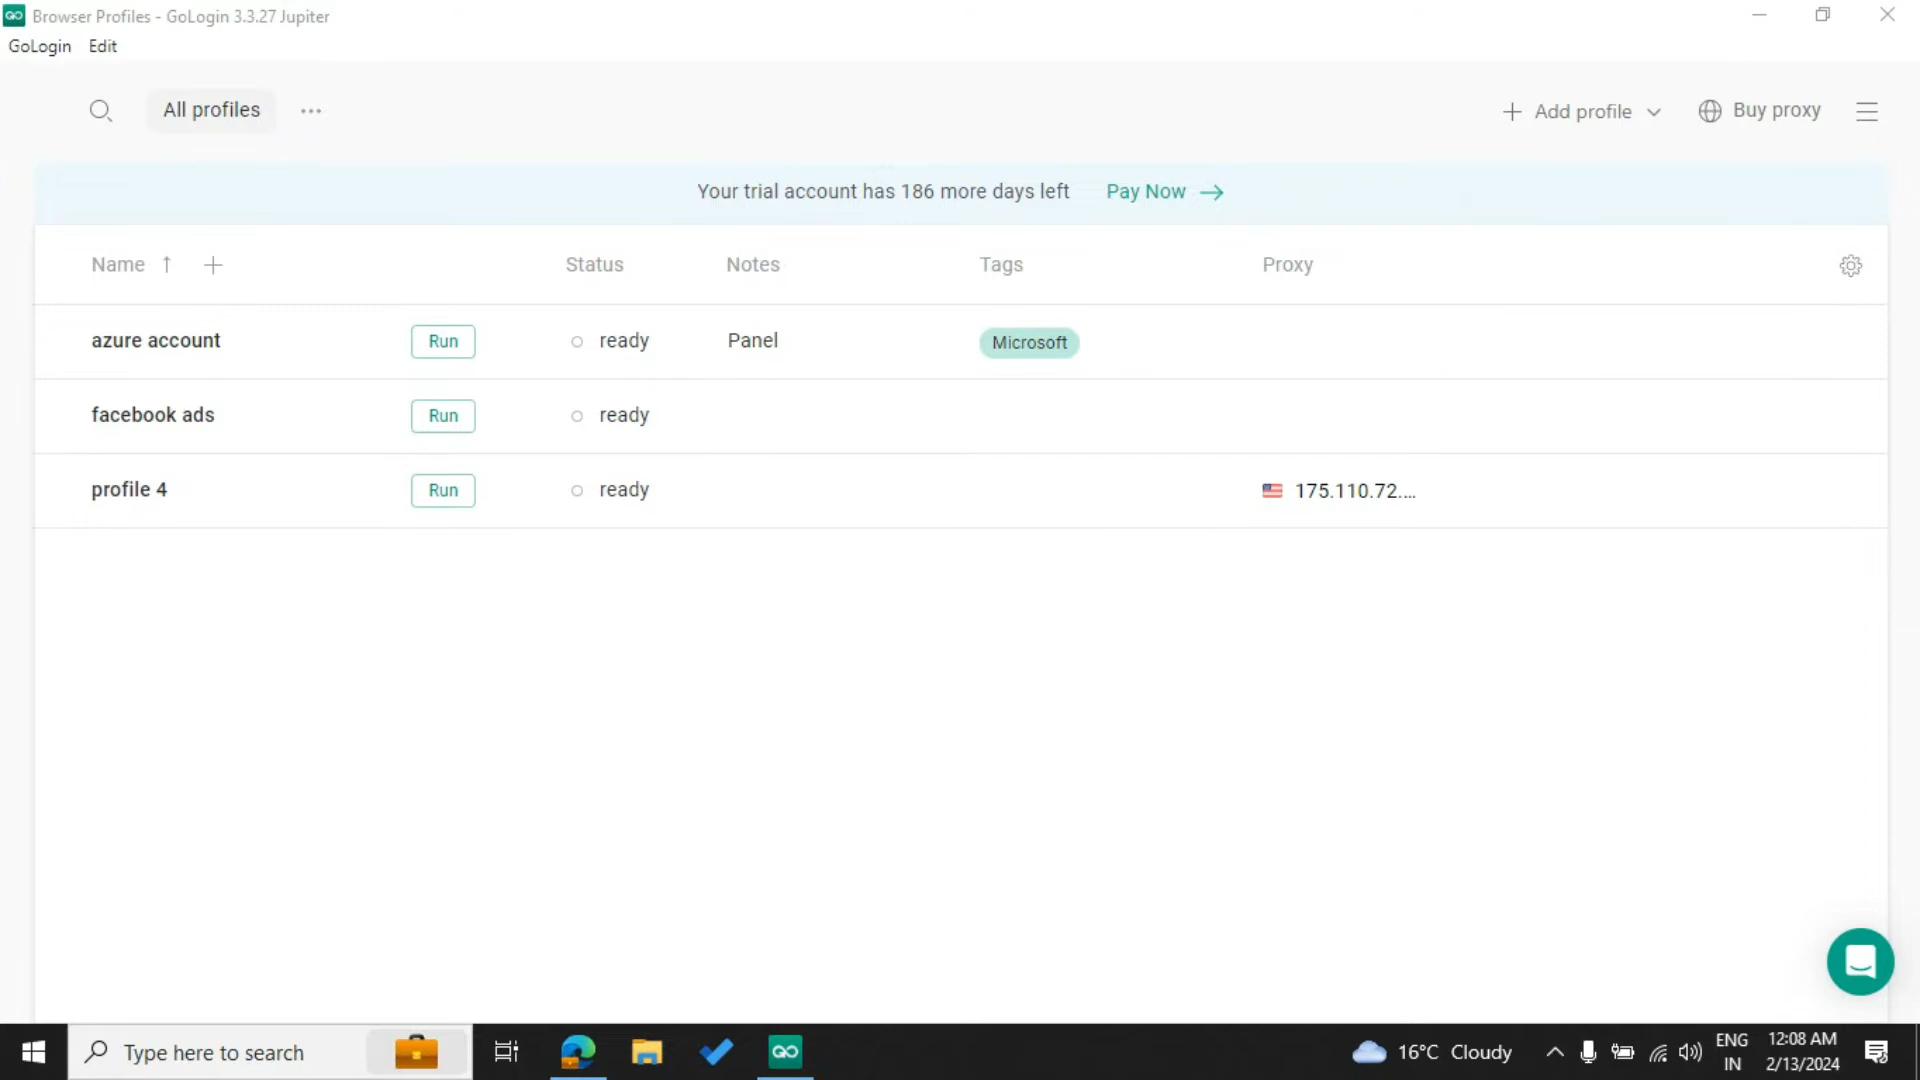 Browser Profiles - GoLogin 3.3.27 Jupiter
GoLogin Edit
All profiles
Add profile
Buy proxy
Your trial account has 186 more days left Pay Now
Name Status Notes Tags Proxy
azure account Run ready Panel Microsoft
facebook ads Run ready
profile 4 Run ready 175.110.72....
Type here to search
16°C Cloudy
ENG
IN
12:08 AM
2/13/2024